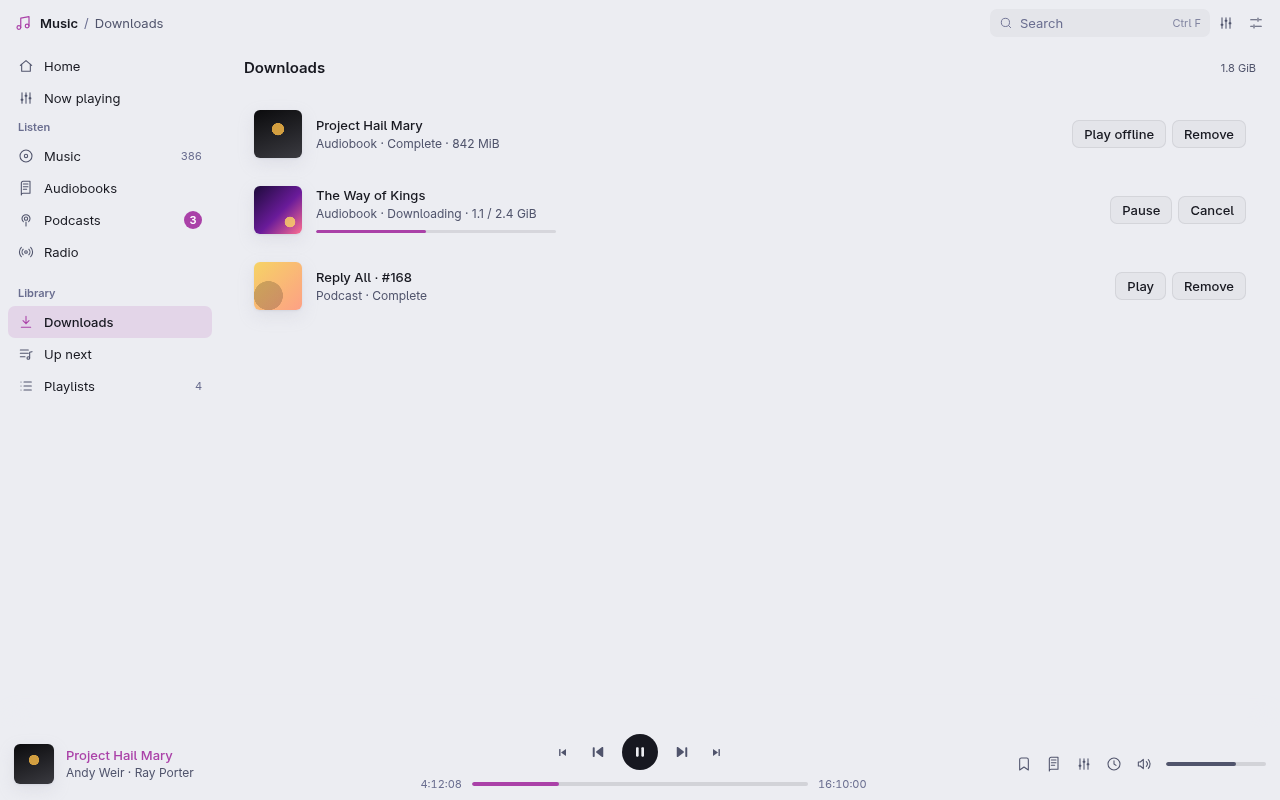 Music / Downloads
Search Ctrl F
Home
Now playing
Listen
Music 386
Audiobooks
Podcasts 3
Radio
Library
Downloads
Up next
Playlists 4
Downloads 1.8 GiB
Project Hail Mary
Audiobook · Complete · 842 MiB
Play offline Remove
The Way of Kings
Audiobook · Downloading · 1.1 / 2.4 GiB
Pause Cancel
Reply All · #168
Podcast · Complete
Play Remove
Project Hail Mary
Andy Weir · Ray Porter
4:12:08 16:10:00